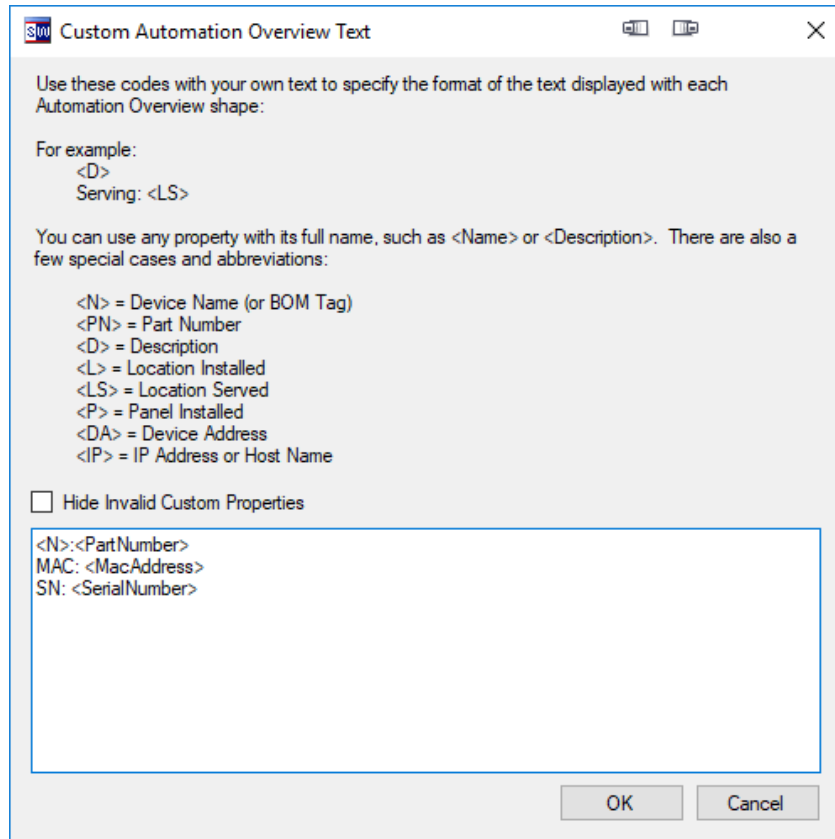 SW Custom Automation Overview Text
Use these codes with your own text to specify the format of the text displayed with each
Automation Overview shape:
For example:
<D>
Serving: <LS>
You can use any property with its full name, such as <Name> or <Description>.  There are also a
few special cases and abbreviations:
<N> = Device Name (or BOM Tag)
<PN> = Part Number
<D> = Description
<L> = Location Installed
<LS> = Location Served
<P> = Panel Installed
<DA> = Device Address
<IP> = IP Address or Host Name
Hide Invalid Custom Properties
<N>:<PartNumber>
MAC: <MacAddress>
SN: <SerialNumber>
OK Cancel